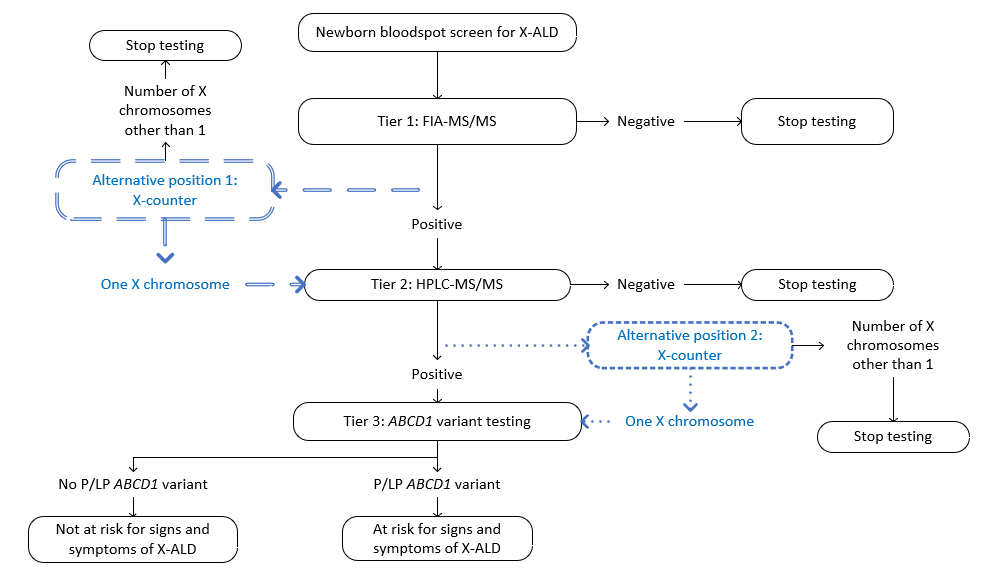 Newborn bloodspot screen for X-ALD
Stop testing
Number of X
chromosomes
other than 1
Tier 1: FIA-MS/MS
Negative
Stop testing
Alternative position 1:
X-counter
Positive
One X chromosome
Tier 2: HPLC-MS/MS
Negative
Stop testing
Alternative position 2:
X-counter
Number of X
chromosomes
other than 1
Positive
Tier 3: ABCD1 variant testing
One X chromosome
Stop testing
No P/LP ABCD1 variant
P/LP ABCD1 variant
Not at risk for signs and
symptoms of X-ALD
At risk for signs and
symptoms of X-ALD